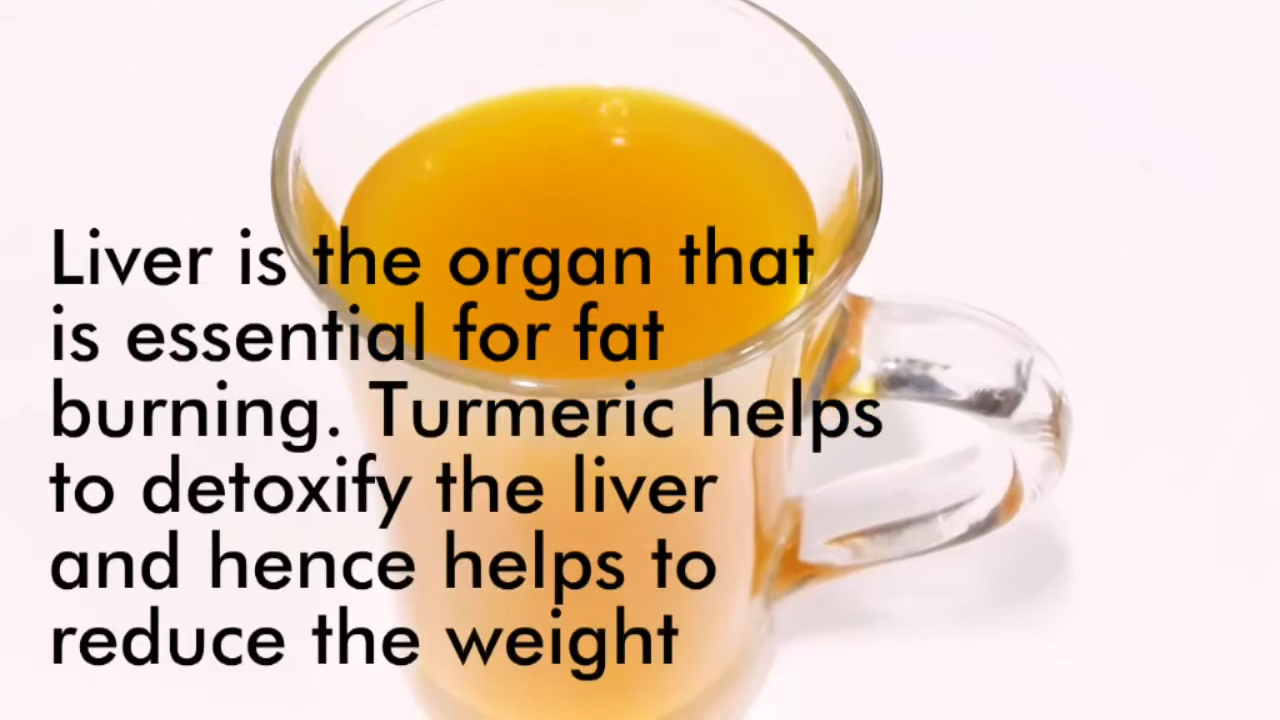 Liver is the organ that
is essential for fat
burning. Turmeric helps
to detoxify the liver
and hence helps to
reduce the weight